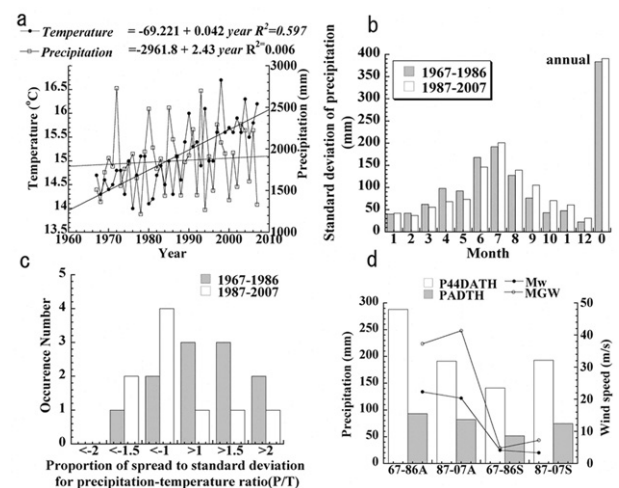 a
Temperature = -69.221 + 0.042 year R²=0.597
Precipitation =-2961.8 + 2.43 year R²=0.006
Temperature (°C)
16.5
16
15.5
15
14.5
14
13.5
3000
2500
2000
1500
1000
Precipitation (mm)
1960 1970 1980 1990 2000 2010
Year
b
Standard deviation of precipitation
(mm)
400
350
300
250
200
150
100
50
0
1967-1986
1987-2007
annual
1 2 3 4 5 6 7 8 9 10 1 12 0
Month
c
Occurence Number
5
4
3
2
1
0
1967-1986
1987-2007
<-2 <-1.5 <-1 >1 >1.5 >2
Proportion of spread to standard deviation
for precipitation-temperature ratio(P/T)
d
P44DATH
PADTH
Mw
MGW
Precipitation (mm)
300
250
200
150
100
50
0
50
40
30
20
10
0
Wind speed (m/s)
67-86A 87-07A 67-86S 87-07S